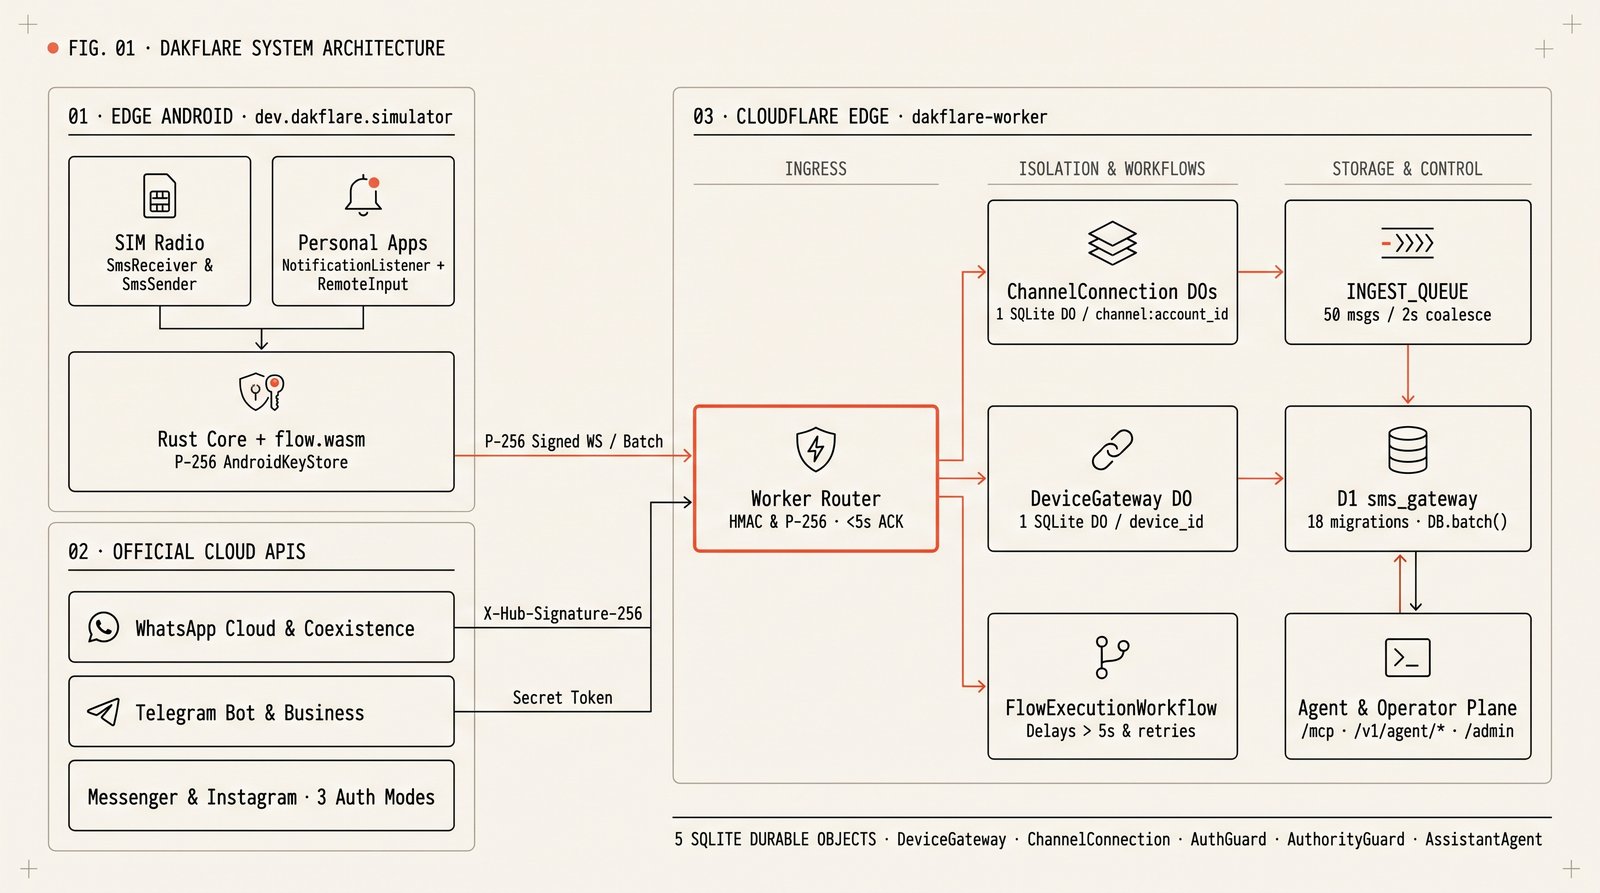 FIG. 01 · DAKFLARE SYSTEM ARCHITECTURE
01 · EDGE ANDROID · dev.dakflare.simulator
SIM Radio
SmsReceiver &
SmsSender
Personal Apps
NotificationListener +
RemoteInput
Rust Core + flow.wasm
P-256 AndroidKeyStore
P-256 Signed WS / Batch
02 · OFFICIAL CLOUD APIS
WhatsApp Cloud & Coexistence
X-Hub-Signature-256
Telegram Bot & Business
Secret Token
Messenger & Instagram · 3 Auth Modes
03 · CLOUDFLARE EDGE · dakflare-worker
INGRESS
Worker Router
HMAC & P-256 · <5s ACK
ISOLATION & WORKFLOWS
ChannelConnection DOs
1 SQLite DO / channel:account_id
DeviceGateway DO
1 SQLite DO / device_id
FlowExecutionWorkflow
Delays > 5s & retries
STORAGE & CONTROL
INGEST_QUEUE
50 msgs / 2s coalesce
D1 sms_gateway
18 migrations · DB.batch()
Agent & Operator Plane
/mcp · /v1/agent/* · /admin
5 SQLITE DURABLE OBJECTS · DeviceGateway · ChannelConnection · AuthGuard · AuthorityGuard · AssistantAgent